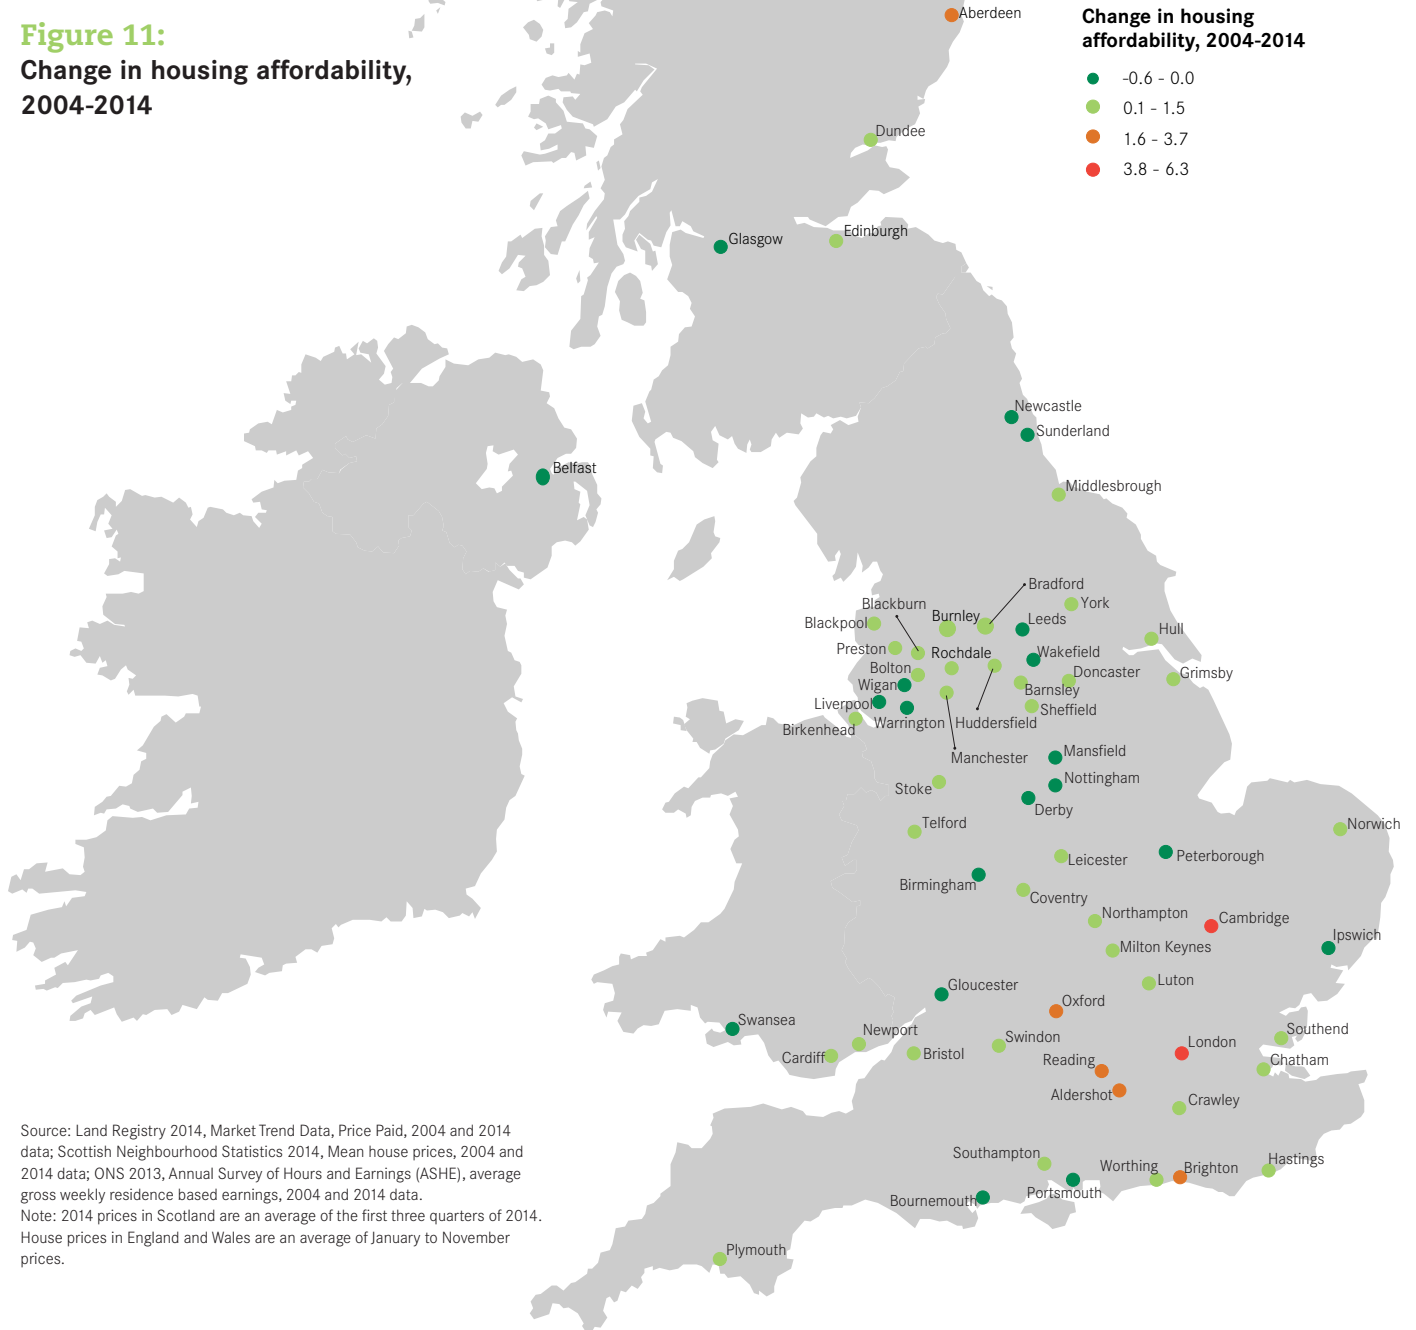 Figure 11:
Change in housing affordability,
2004-2014
Change in housing
affordability, 2004-2014
-0.6 - 0.0
0.1 - 1.5
1.6 - 3.7
3.8 - 6.3
Aberdeen
Dundee
Glasgow
Edinburgh
Newcastle
Sunderland
Belfast
Middlesbrough
Bradford
Blackburn
York
Burnley
Blackpool
Leeds
Hull
Preston
Rochdale
Wakefield
Bolton
Doncaster
Grimsby
Wigan
Barnsley
Liverpool
Sheffield
Birkenhead
Warrington
Huddersfield
Manchester
Mansfield
Nottingham
Stoke
Derby
Telford
Norwich
Leicester
Peterborough
Birmingham
Coventry
Northampton
Cambridge
Ipswich
Milton Keynes
Luton
Gloucester
Oxford
Swansea
Newport
Southend
Swindon
London
Cardiff
Bristol
Reading
Chatham
Aldershot
Crawley
Southampton
Worthing
Brighton
Hastings
Portsmouth
Bournemouth
Plymouth
Source: Land Registry 2014, Market Trend Data, Price Paid, 2004 and 2014
data; Scottish Neighbourhood Statistics 2014, Mean house prices, 2004 and
2014 data; ONS 2013, Annual Survey of Hours and Earnings (ASHE), average
gross weekly residence based earnings, 2004 and 2014 data.
Note: 2014 prices in Scotland are an average of the first three quarters of 2014.
House prices in England and Wales are an average of January to November
prices.